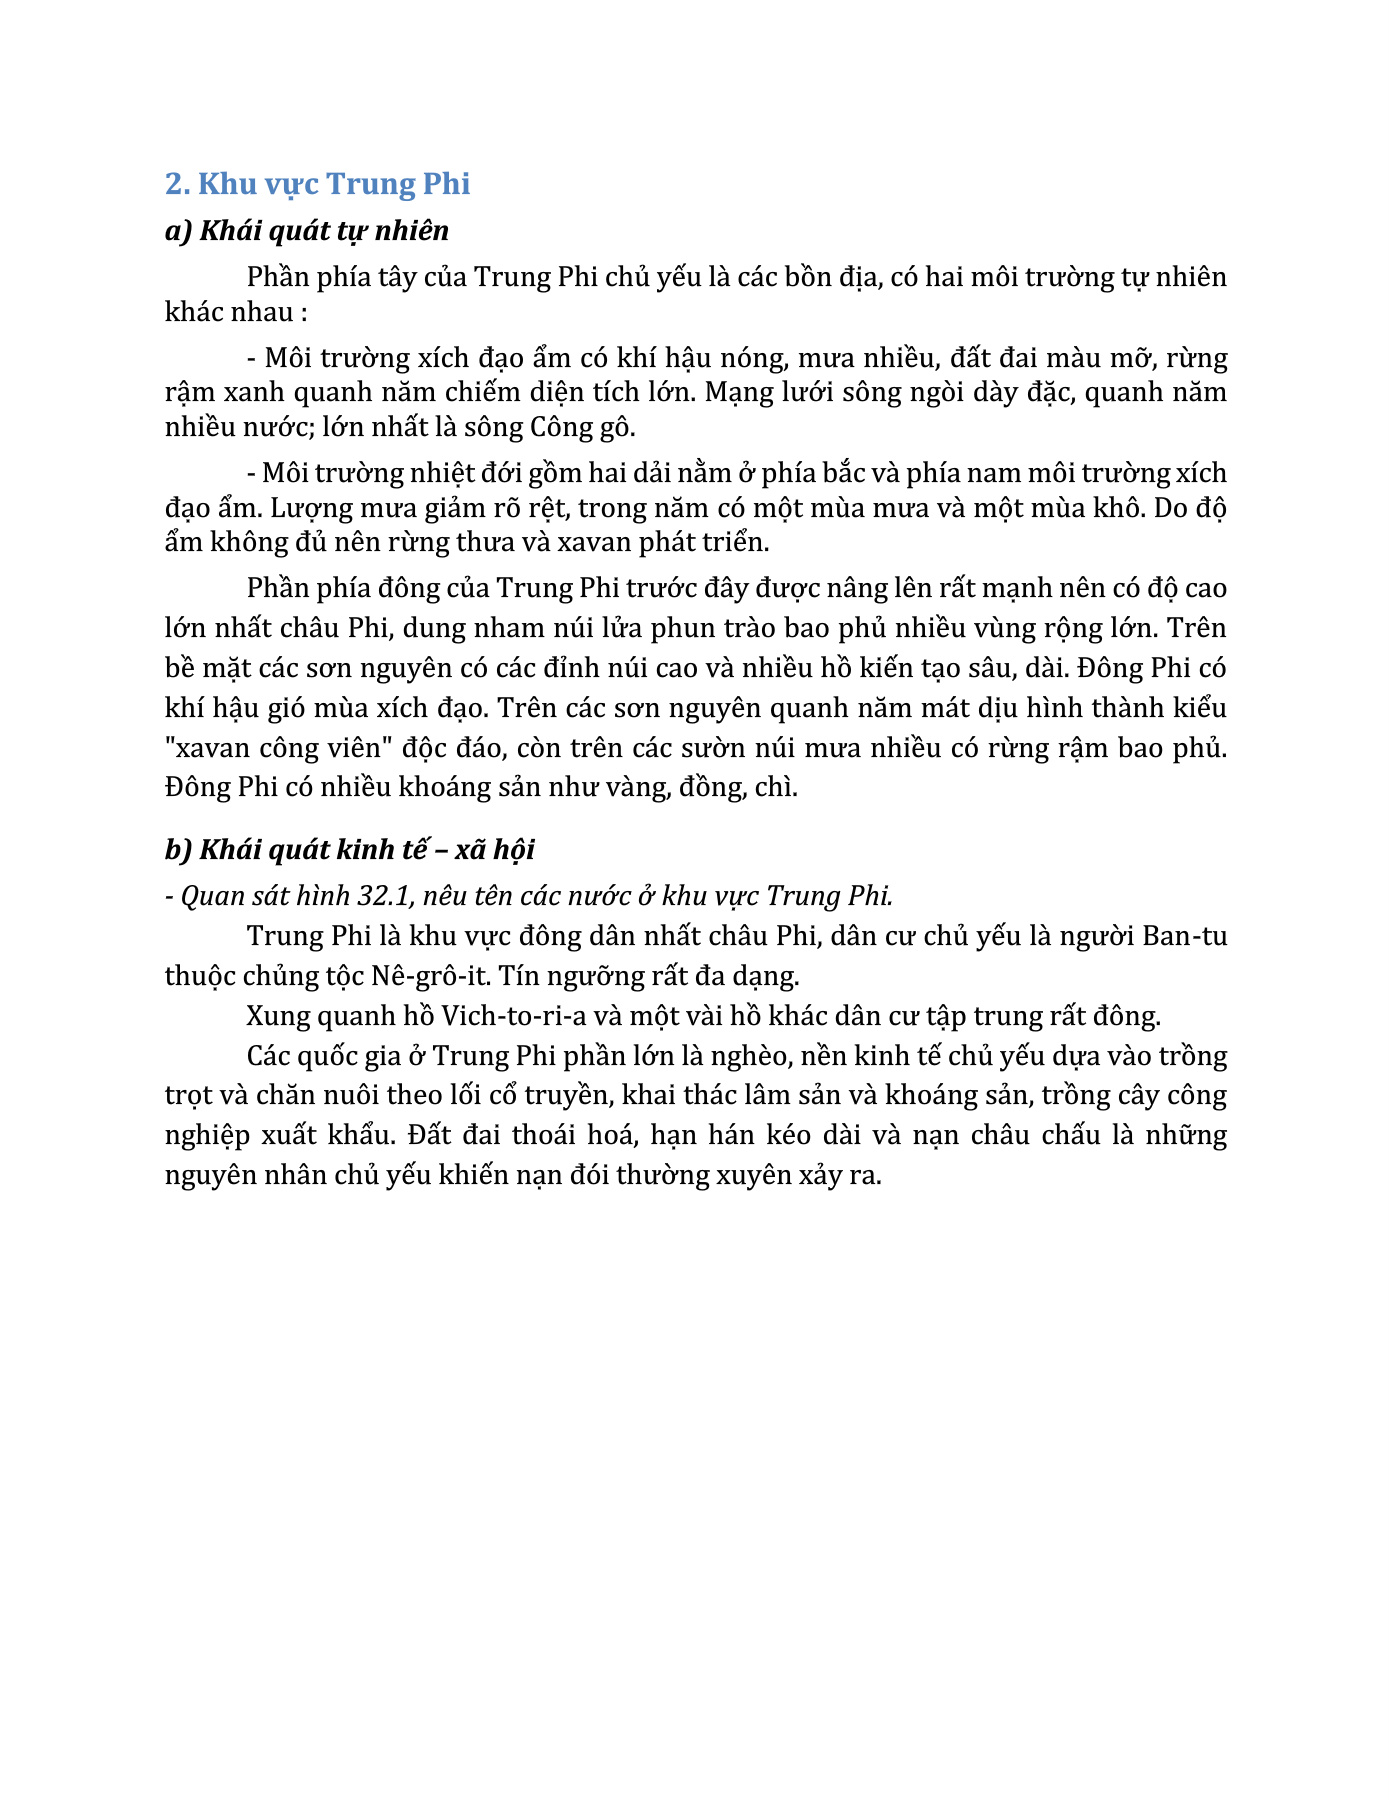 2. Khu vực Trung Phi
a) Khái quát tự nhiên
Phần phía tây của Trung Phi chủ yếu là các bồn địa, có hai môi trường tự nhiên
khác nhau :
- Môi trường xích đạo ẩm có khí hậu nóng, mưa nhiều, đất đai màu mỡ, rừng
rậm xanh quanh năm chiếm diện tích lớn. Mạng lưới sông ngòi dày đặc, quanh năm
nhiều nước; lớn nhất là sông Công gô.
- Môi trường nhiệt đới gồm hai dải nằm ở phía bắc và phía nam môi trường xích
đạo ẩm. Lượng mưa giảm rõ rệt, trong năm có một mùa mưa và một mùa khô. Do độ
ẩm không đủ nên rừng thưa và xavan phát triển.
Phần phía đông của Trung Phi trước đây được nâng lên rất mạnh nên có độ cao
lớn nhất châu Phi, dung nham núi lửa phun trào bao phủ nhiều vùng rộng lớn. Trên
bề mặt các sơn nguyên có các đỉnh núi cao và nhiều hồ kiến tạo sâu, dài. Đông Phi có
khí hậu gió mùa xích đạo. Trên các sơn nguyên quanh năm mát dịu hình thành kiểu
"xavan công viên" độc đáo, còn trên các sườn núi mưa nhiều có rừng rậm bao phủ.
Đông Phi có nhiều khoáng sản như vàng, đồng, chì.
b) Khái quát kinh tế – xã hội
- Quan sát hình 32.1, nêu tên các nước ở khu vực Trung Phi.
Trung Phi là khu vực đông dân nhất châu Phi, dân cư chủ yếu là người Ban-tu
thuộc chủng tộc Nê-grô-it. Tín ngưỡng rất đa dạng.
Xung quanh hồ Vich-to-ri-a và một vài hồ khác dân cư tập trung rất đông.
Các quốc gia ở Trung Phi phần lớn là nghèo, nền kinh tế chủ yếu dựa vào trồng
trọt và chăn nuôi theo lối cổ truyền, khai thác lâm sản và khoáng sản, trồng cây công
nghiệp xuất khẩu. Đất đai thoái hoá, hạn hán kéo dài và nạn châu chấu là những
nguyên nhân chủ yếu khiến nạn đói thường xuyên xảy ra.